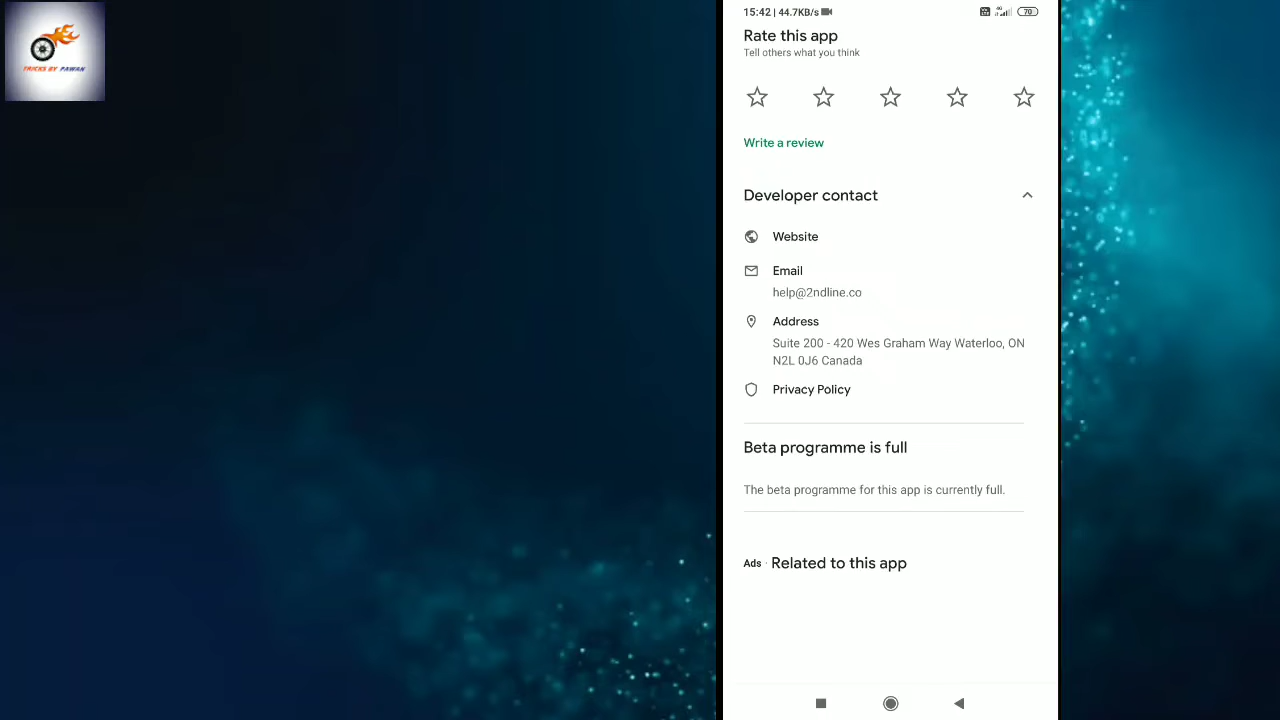 TRICKS BY PAWAN
15:42 | 44.7KB/s
4G
70
Rate this app
Tell others what you think
Write a review
Developer contact
Website
Email
help@2ndline.co
Address
Suite 200 - 420 Wes Graham Way Waterloo, ON
N2L 0J6 Canada
Privacy Policy
Beta programme is full
The beta programme for this app is currently full.
Ads · Related to this app